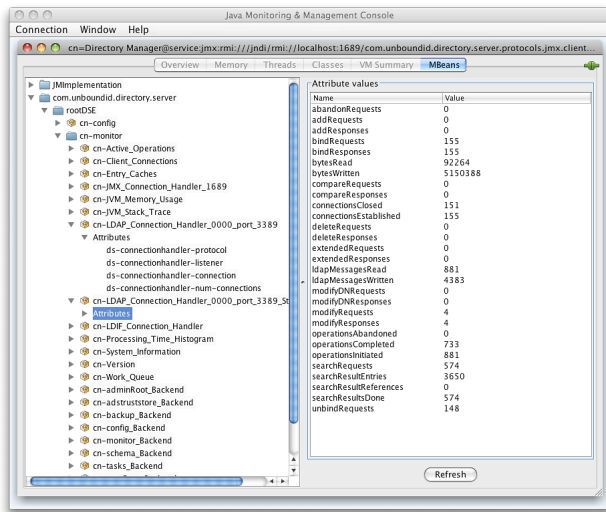 Java Monitoring & Management Console
Connection Window Help
cn=Directory Manager@service:jmx:rmi:///jndi/rmi://localhost:1689/com.unboundid.directory.server.protocols.jmx.client...
Overview Memory Threads Classes VM Summary MBeans
JMImplementation
com.unboundid.directory.server
rootDSE
cn-config
cn-monitor
cn-Active_Operations
cn-Client_Connections
cn-Entry_Caches
cn-JMX_Connection_Handler_1689
cn-JVM_Memory_Usage
cn-JVM_Stack_Trace
cn-LDAP_Connection_Handler_0000_port_3389
Attributes
ds-connectionhandler-protocol
ds-connectionhandler-listener
ds-connectionhandler-connection
ds-connectionhandler-num-connections
cn-LDAP_Connection_Handler_0000_port_3389_St
Attributes
cn-LDIF_Connection_Handler
cn-Processing_Time_Histogram
cn-System_Information
cn-Version
cn-Work_Queue
cn-adminRoot_Backend
cn-adstruststore_Backend
cn-backup_Backend
cn-config_Backend
cn-monitor_Backend
cn-schema_Backend
cn-tasks_Backend
Attribute values
Name Value
abandonRequests 0
addRequests 0
addResponses 0
bindRequests 155
bindResponses 155
bytesRead 92264
bytesWritten 5150388
compareRequests 0
compareResponses 0
connectionsClosed 151
connectionsEstablished 155
deleteRequests 0
deleteResponses 0
extendedRequests 0
extendedResponses 0
ldapMessagesRead 881
ldapMessagesWritten 4383
modifyDNRequests 0
modifyDNResponses 0
modifyRequests 4
modifyResponses 4
operationsAbandoned 0
operationsCompleted 733
operationsInitiated 881
searchRequests 574
searchResultEntries 3650
searchResultReferences 0
searchResultsDone 574
unbindRequests 148
Refresh